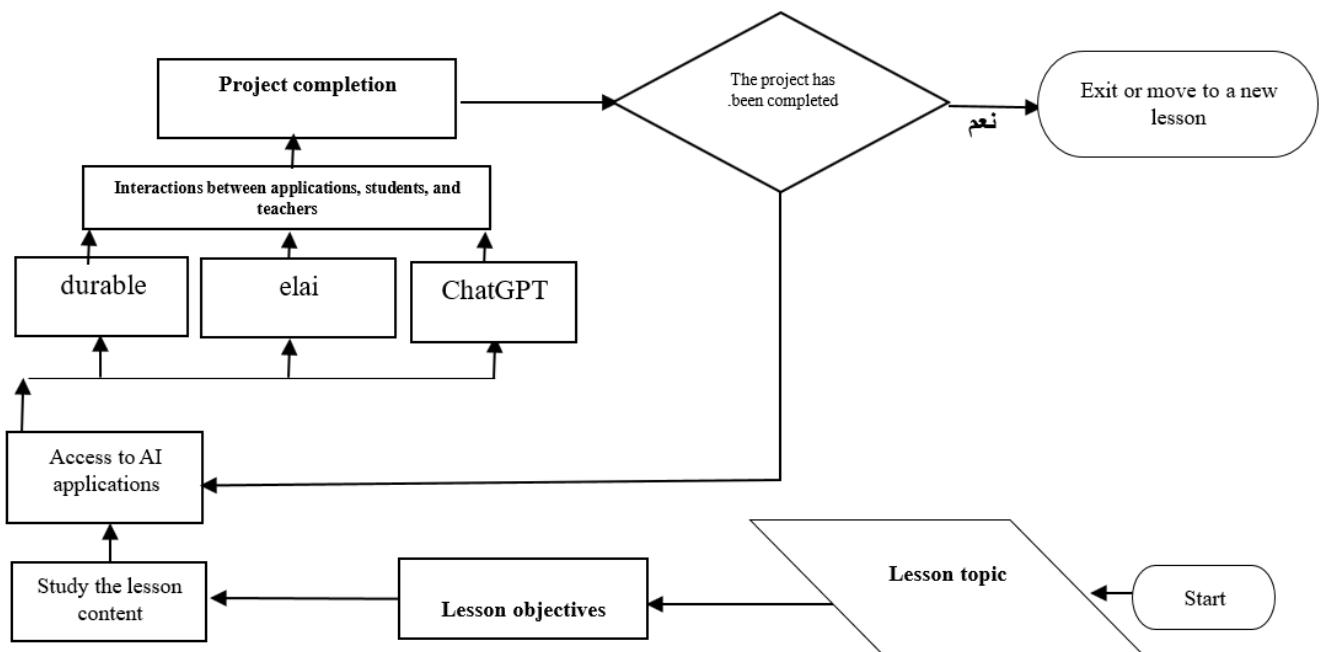 Project completion
The project has
.been completed
Exit or move to a new
lesson
نعم
Interactions between applications, students, and
teachers
durable
elai
ChatGPT
Access to AI
applications
Study the lesson
content
Lesson objectives
Lesson topic
Start